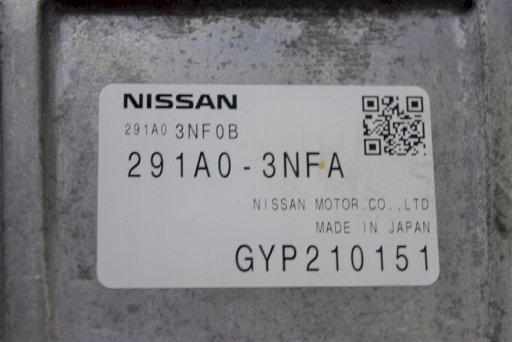 NISSAN
291A0 3NF0B
291A0-3NFA
NISSAN MOTOR.CO.,LTD
MADE IN JAPAN
GYP210151